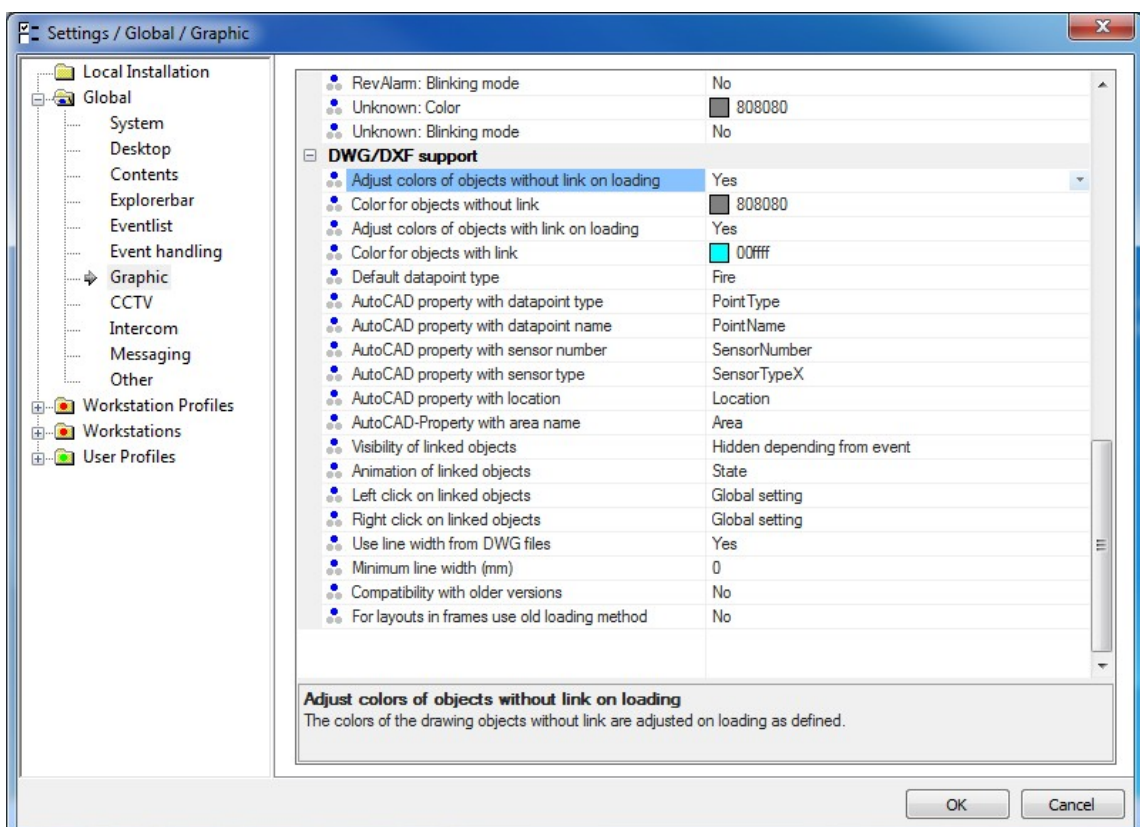 Settings / Global / Graphic
Local Installation
Global
System
Desktop
Contents
Explorerbar
Eventlist
Event handling
Graphic
CCTV
Intercom
Messaging
Other
Workstation Profiles
Workstations
User Profiles
RevAlarm: Blinking mode No
Unknown: Color 808080
Unknown: Blinking mode No
DWG/DXF support
Adjust colors of objects without link on loading Yes
Color for objects without link 808080
Adjust colors of objects with link on loading Yes
Color for objects with link 00ffff
Default datapoint type Fire
AutoCAD property with datapoint type PointType
AutoCAD property with datapoint name PointName
AutoCAD property with sensor number SensorNumber
AutoCAD property with sensor type SensorTypeX
AutoCAD property with location Location
AutoCAD-Property with area name Area
Visibility of linked objects Hidden depending from event
Animation of linked objects State
Left click on linked objects Global setting
Right click on linked objects Global setting
Use line width from DWG files Yes
Minimum line width (mm) 0
Compatibility with older versions No
For layouts in frames use old loading method No
Adjust colors of objects without link on loading
The colors of the drawing objects without link are adjusted on loading as defined.
OK Cancel